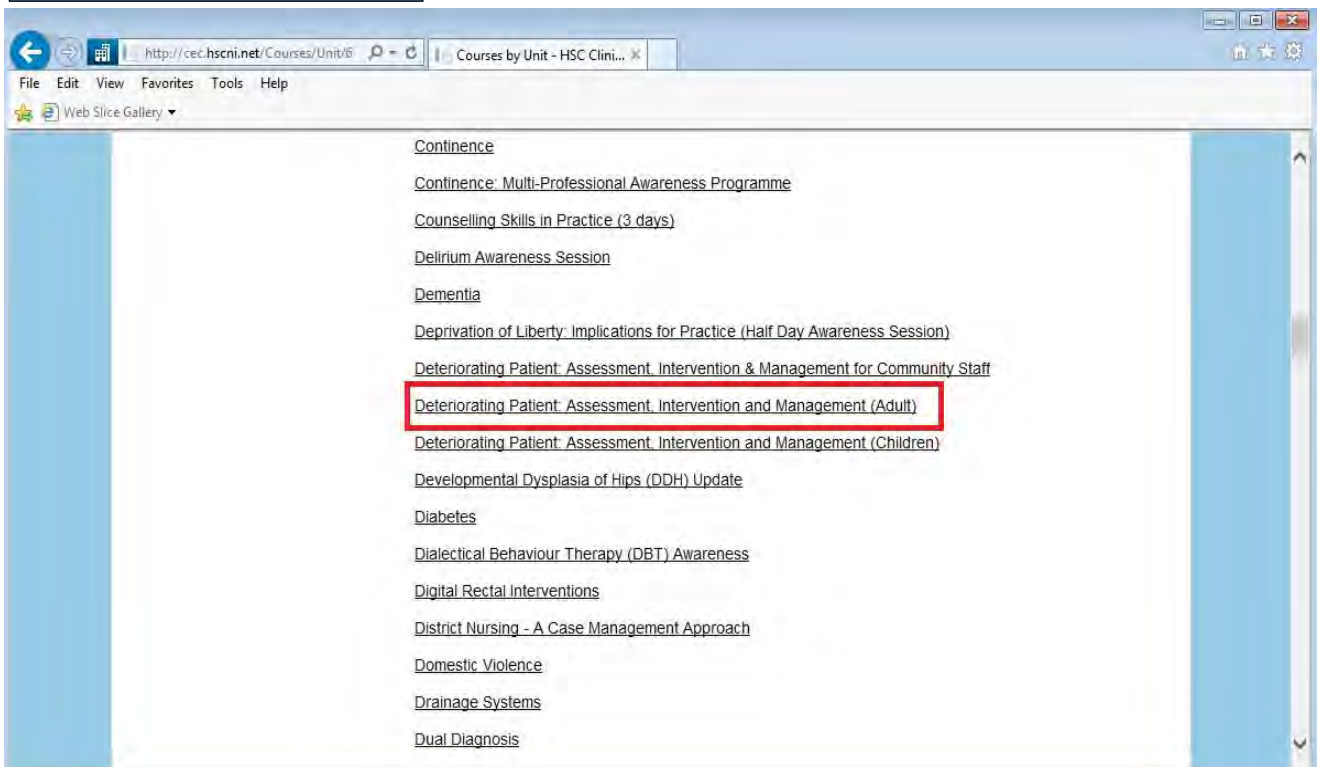 http://cec.hscni.net/Courses/Unit/6
Courses by Unit - HSC Clini...
File Edit View Favorites Tools Help
Web Slice Gallery
Continence
Continence: Multi-Professional Awareness Programme
Counselling Skills in Practice (3 days)
Delirium Awareness Session
Dementia
Deprivation of Liberty: Implications for Practice (Half Day Awareness Session)
Deteriorating Patient: Assessment, Intervention & Management for Community Staff
Deteriorating Patient: Assessment, Intervention and Management (Adult)
Deteriorating Patient: Assessment, Intervention and Management (Children)
Developmental Dysplasia of Hips (DDH) Update
Diabetes
Dialectical Behaviour Therapy (DBT) Awareness
Digital Rectal Interventions
District Nursing - A Case Management Approach
Domestic Violence
Drainage Systems
Dual Diagnosis